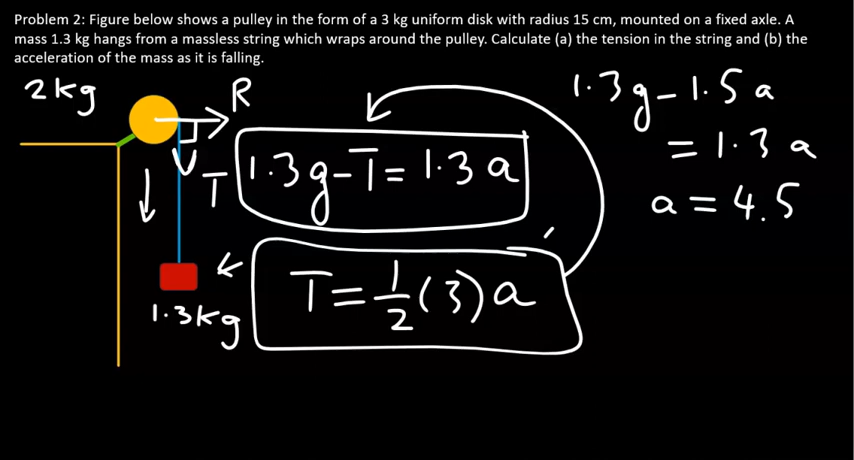 Problem 2: Figure below shows a pulley in the form of a 3 kg uniform disk with radius 15 cm, mounted on a fixed axle. A
mass 1.3 kg hangs from a massless string which wraps around the pulley. Calculate (a) the tension in the string and (b) the
acceleration of the mass as it is falling.
2kg
R
T
1.3g-T=1.3a
1.3kg
T=1/2(3)a
1.3g-1.5a
=1.3a
a=4.5